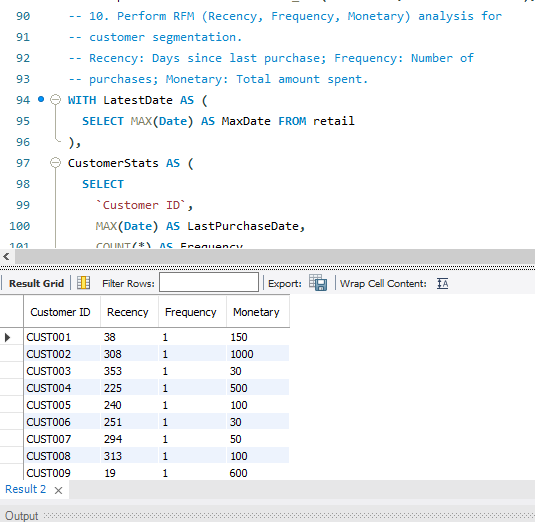 90 -- 10. Perform RFM (Recency, Frequency, Monetary) analysis for
91 -- customer segmentation.
92 -- Recency: Days since last purchase; Frequency: Number of
93 -- purchases; Monetary: Total amount spent.
94 WITH LatestDate AS (
95 SELECT MAX(Date) AS MaxDate FROM retail
96 ),
97 CustomerStats AS (
98 SELECT
99 `Customer ID`,
100 MAX(Date) AS LastPurchaseDate,
101 COUNT(*) AS Frequency
Result Grid Filter Rows: Export: Wrap Cell Content: IA
Customer ID Recency Frequency Monetary
CUST001 38 1 150
CUST002 308 1 1000
CUST003 353 1 30
CUST004 225 1 500
CUST005 240 1 100
CUST006 251 1 30
CUST007 294 1 50
CUST008 313 1 100
CUST009 19 1 600
Result 2 ×
Output